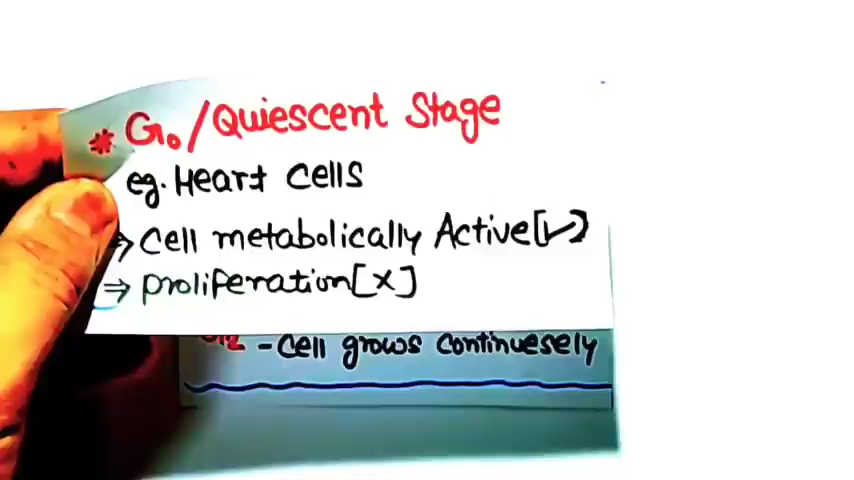 * G0/Quiescent Stage
eg. Heart cells
→ Cell metabolically Active[✓]
⇒ proliferation[×]
- Cell grows continuesely